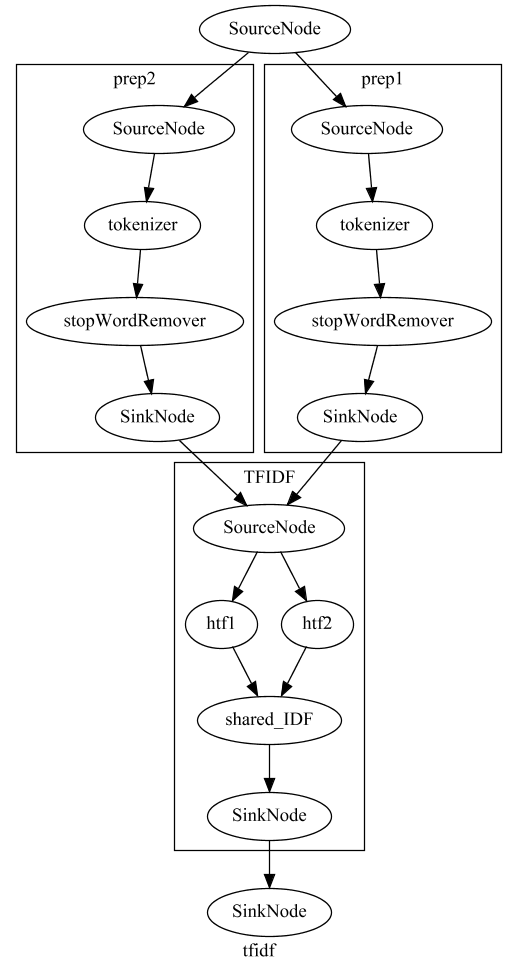 SourceNode
prep2
prep1
SourceNode
SourceNode
tokenizer
tokenizer
stopWordRemover
stopWordRemover
SinkNode
SinkNode
TFIDF
SourceNode
htf1
htf2
shared_IDF
SinkNode
SinkNode
tfidf